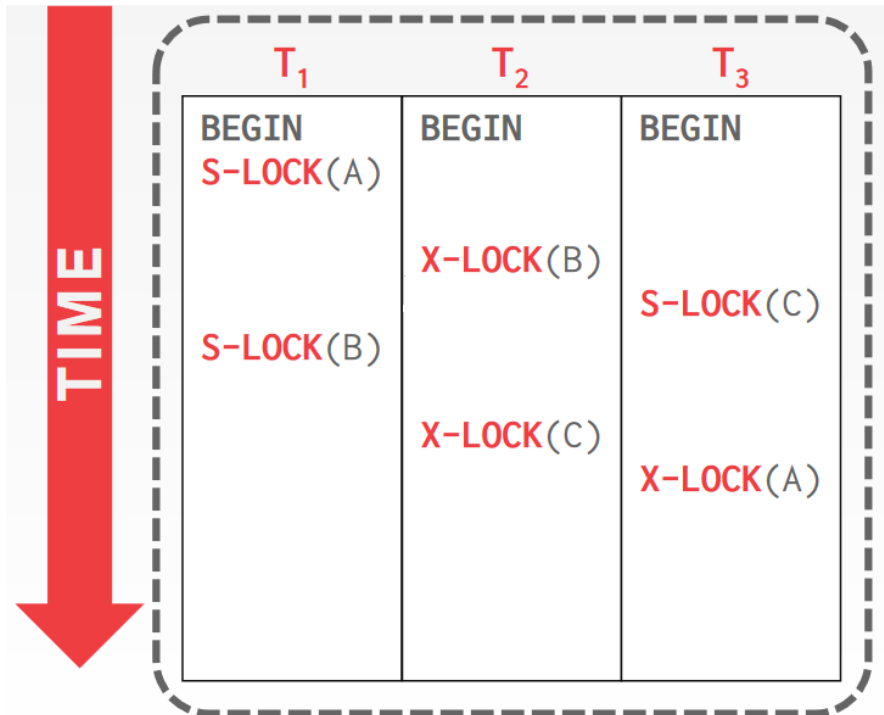 TIME
T1 T2 T3
BEGIN BEGIN BEGIN
S-LOCK(A)
X-LOCK(B)
S-LOCK(C)
S-LOCK(B)
X-LOCK(C)
X-LOCK(A)